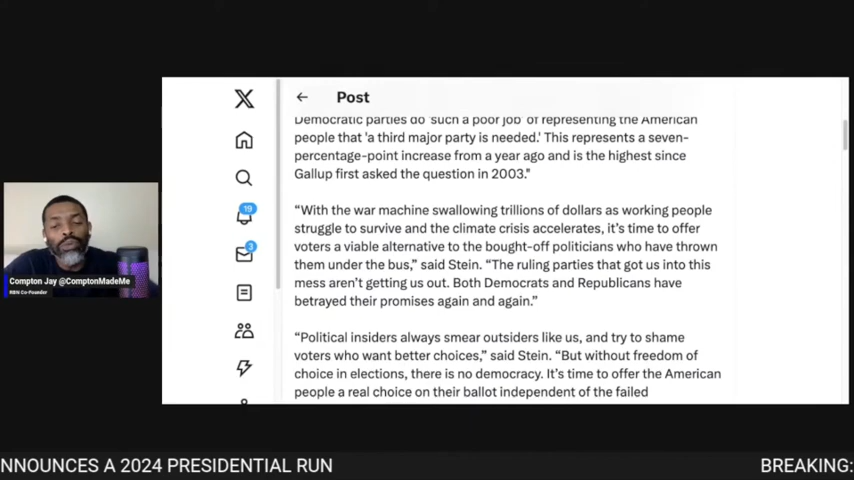 Post
Democratic parties do 'such a poor job' of representing the American
people that 'a third major party is needed.' This represents a seven-
percentage-point increase from a year ago and is the highest since
Gallup first asked the question in 2003."
“With the war machine swallowing trillions of dollars as working people
struggle to survive and the climate crisis accelerates, it’s time to offer
voters a viable alternative to the bought-off politicians who have thrown
them under the bus,” said Stein. “The ruling parties that got us into this
mess aren’t getting us out. Both Democrats and Republicans have
betrayed their promises again and again.”
“Political insiders always smear outsiders like us, and try to shame
voters who want better choices,” said Stein. “But without freedom of
choice in elections, there is no democracy. It’s time to offer the American
people a real choice on their ballot independent of the failed
19
3
Compton Jay @ComptonMadeMe
RBN Co-Founder
NNOUNCES A 2024 PRESIDENTIAL RUN
BREAKING: